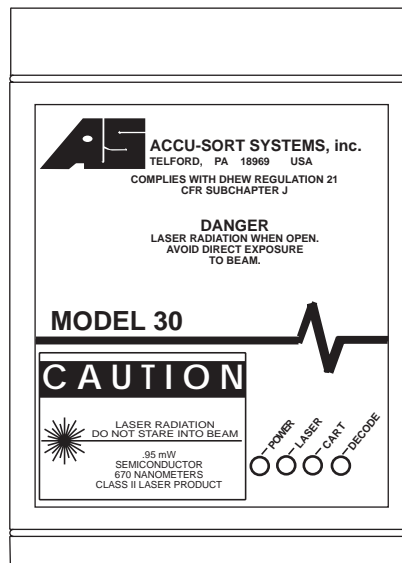 AS
ACCU-SORT SYSTEMS, inc.
TELFORD, PA 18969 USA
COMPLIES WITH DHEW REGULATION 21
CFR SUBCHAPTER J
DANGER
LASER RADIATION WHEN OPEN.
AVOID DIRECT EXPOSURE
TO BEAM.
MODEL 30
CAUTION
LASER RADIATION
DO NOT STARE INTO BEAM
.95 mW
SEMICONDUCTOR
670 NANOMETERS
CLASS II LASER PRODUCT
POWER
LASER
CART
DECODE